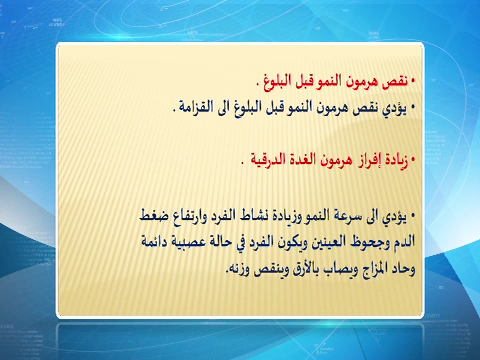 • نقص هرمون النمو قبل البلوغ .
• يؤدي نقص هرمون النمو قبل البلوغ الى القزامة .
• زيادة إفراز هرمون الغدة الدرقية .
• يؤدي الى سرعة النمو وزيادة نشاط الفرد وارتفاع ضغط
الدم وجحوظ العينين ويكون الفرد في حالة عصبية دائمة
وحاد المزاج ويصاب بالأرق وينقص وزنه.